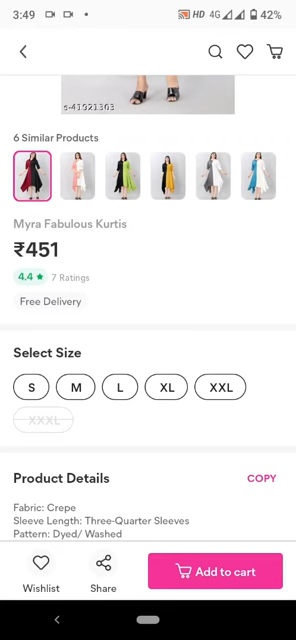 3:49
HD 4G 42%
s-41021303
6 Similar Products
Myra Fabulous Kurtis
₹451
4.4 ★ 7 Ratings
Free Delivery
Select Size
S M L XL XXL
XXXL
Product Details COPY
Fabric: Crepe
Sleeve Length: Three-Quarter Sleeves
Pattern: Dyed/ Washed
Wishlist Share Add to cart